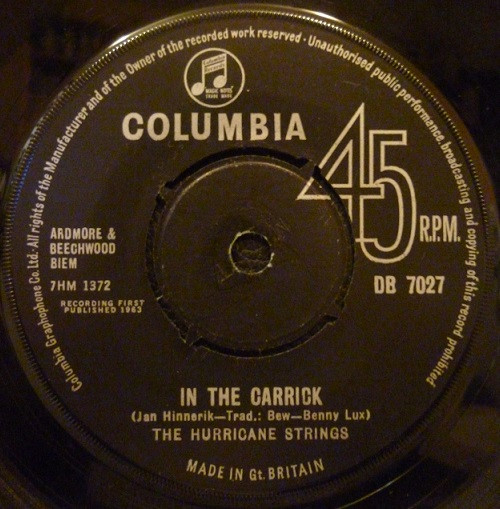 Columbia Graphophone Co. Ltd· All rights of the Manufacturer and of the Owner of the recorded work reserved · Unauthorised public performance, broadcasting and copying of this record prohibited
MAGIC NOTES
TRADE MARK
COLUMBIA
45 R.P.M.
ARDMORE &
BEECHWOOD
BIEM
7HM 1372
DB 7027
RECORDING FIRST
PUBLISHED 1963
IN THE CARRICK
(Jan Hinnerik—Trad.: Bew—Benny Lux)
THE HURRICANE STRINGS
MADE IN Gt. BRITAIN